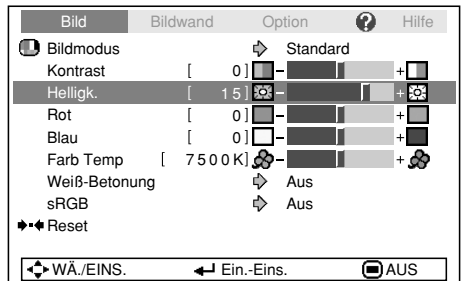 Bild Bildwand Option ? Hilfe
Bildmodus Standard
Kontrast [ 0] - +
Helligk. [ 15] - +
Rot [ 0] - +
Blau [ 0] - +
Farb Temp [ 7500K] - +
Weiß-Betonung Aus
sRGB Aus
Reset
WÄ./EINS. Ein.-Eins. AUS